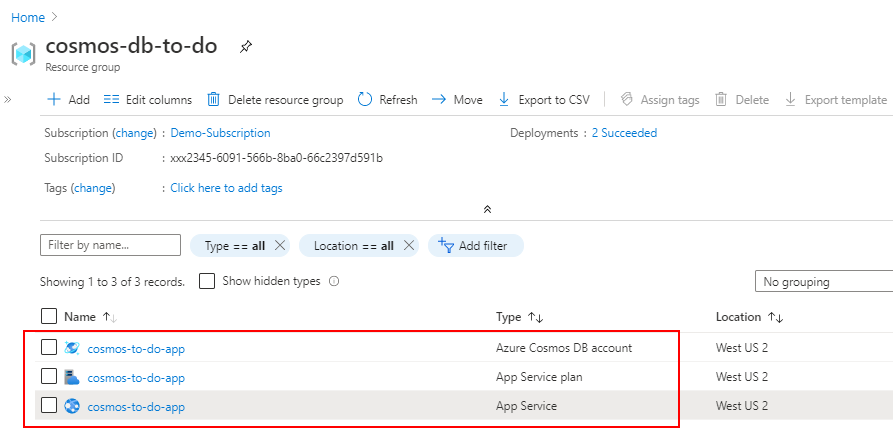 Home >
cosmos-db-to-do
Resource group
» Add Edit columns Delete resource group Refresh Move Export to CSV Assign tags Delete Export template
Subscription (change) : Demo-Subscription Deployments : 2 Succeeded
Subscription ID : xxx2345-6091-566b-8ba0-66c2397d591b
Tags (change) : Click here to add tags
Filter by name... Type == all Location == all Add filter
Showing 1 to 3 of 3 records. Show hidden types No grouping
Name Type Location
cosmos-to-do-app Azure Cosmos DB account West US 2
cosmos-to-do-app App Service plan West US 2
cosmos-to-do-app App Service West US 2